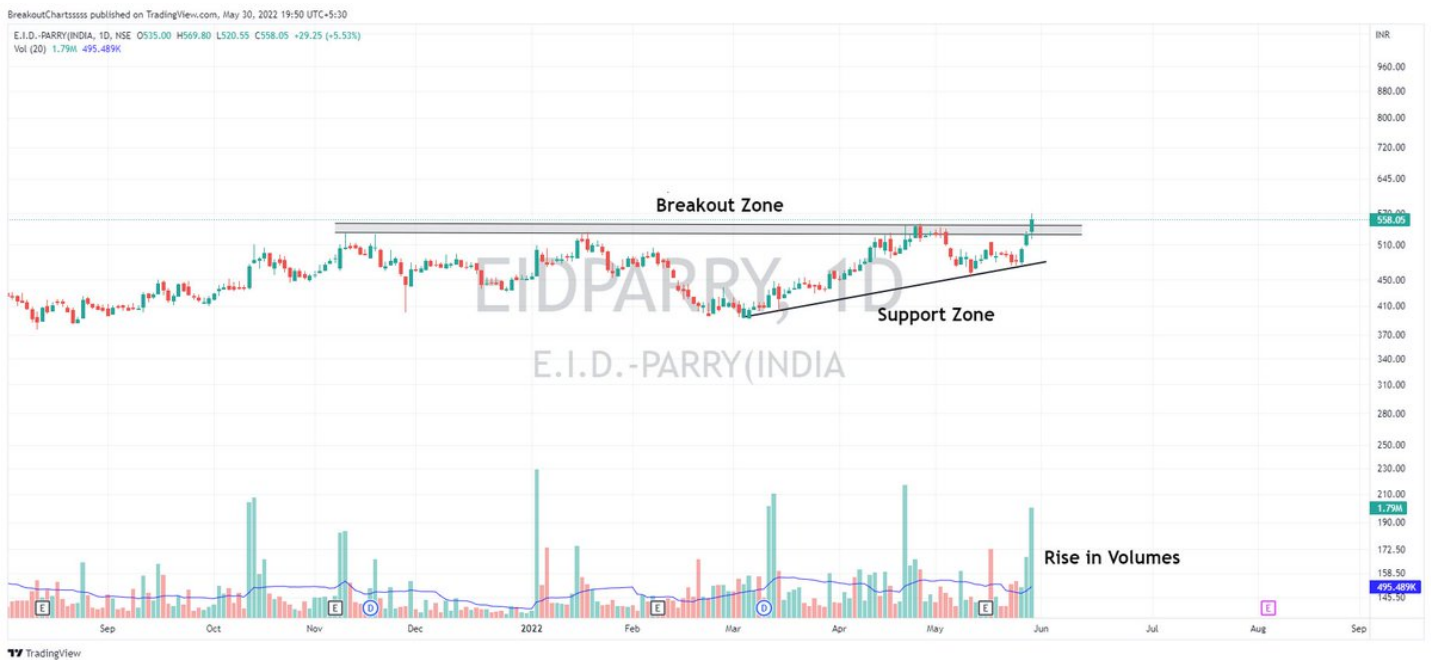 BreakoutChartsssss published on TradingView.com, May 30, 2022 19:50 UTC+5:30
E.I.D.-PARRY(INDIA, 1D, NSE O535.00 H569.80 L520.55 C558.05 +29.25 (+5.53%)
Vol (20) 1.79M 495.489K
INR
960.00
880.00
800.00
720.00
645.00
Breakout Zone
570.00
558.05
510.00
EIDPARRY, 1D
450.00
410.00
Support Zone
370.00
E.I.D.-PARRY(INDIA
340.00
310.00
280.00
250.00
230.00
210.00
1.79M
190.00
Rise in Volumes
172.50
158.50
495.489K
145.50
E E D E D E E
Sep Oct Nov Dec 2022 Feb Mar Apr May Jun Jul Aug Sep
TradingView